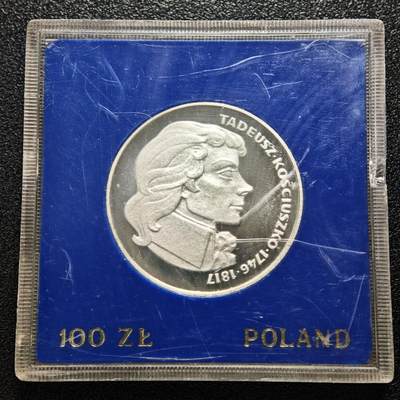 TADEUSZ·KOŚCIUSZKO·1746·1817
100 ZŁ POLAND